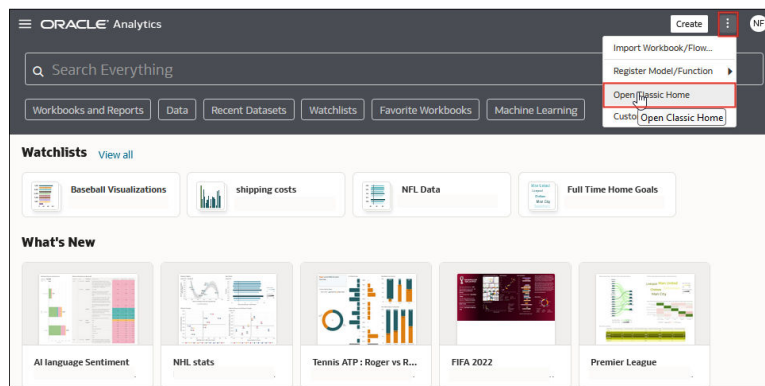 ORACLE Analytics
Create
NF
Import Workbook/Flow...
Search Everything
Register Model/Function
Open Classic Home
Workbooks and Reports
Data
Recent Datasets
Watchlists
Favorite Workbooks
Machine Learning
Custo
Open Classic Home
Watchlists View all
Baseball Visualizations
shipping costs
NFL Data
Full Time Home Goals
What's New
AI language Sentiment
NHL stats
Tennis ATP : Roger vs R...
FIFA 2022
Premier League